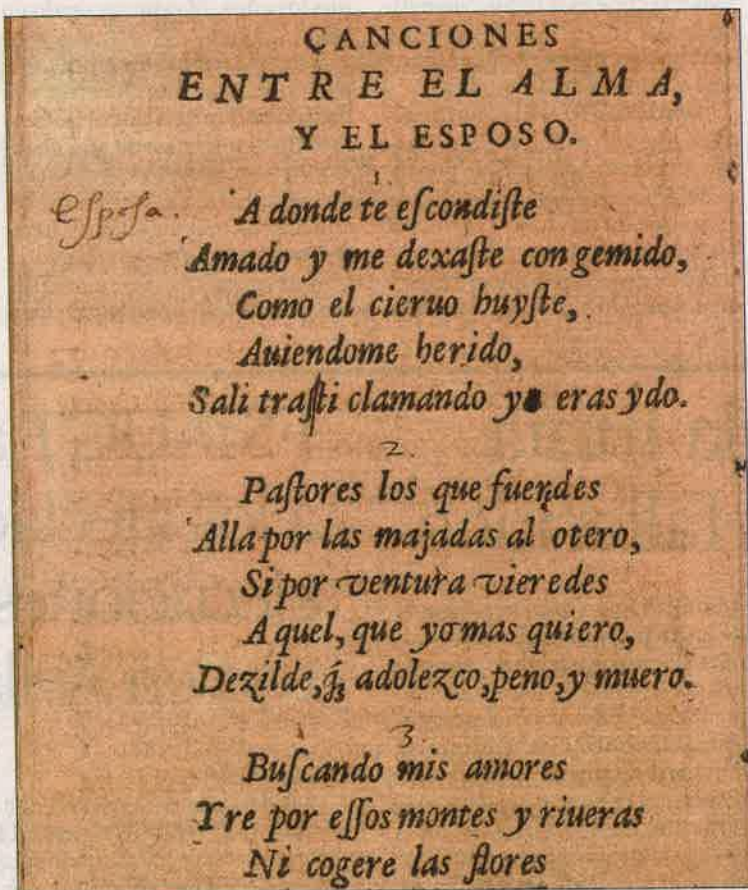 CANCIONES
ENTRE EL ALMA,
Y EL ESPOSO.
1.
Esposa. A donde te eſcondiſte
Amado y me dexaſte con gemido,
Como el cieruo huyſte,
Auiendome herido,
Sali traſti clamando ya eras ydo.
2.
Paſtores los que fuerdes
Alla por las majadas al otero,
Si por ventura vieredes
A quel, que yo mas quiero,
Dezilde, q̃ adolezco, peno, y muero.
3.
Buſcando mis amores
Yre por eſſos montes y riueras
Ni cogere las flores